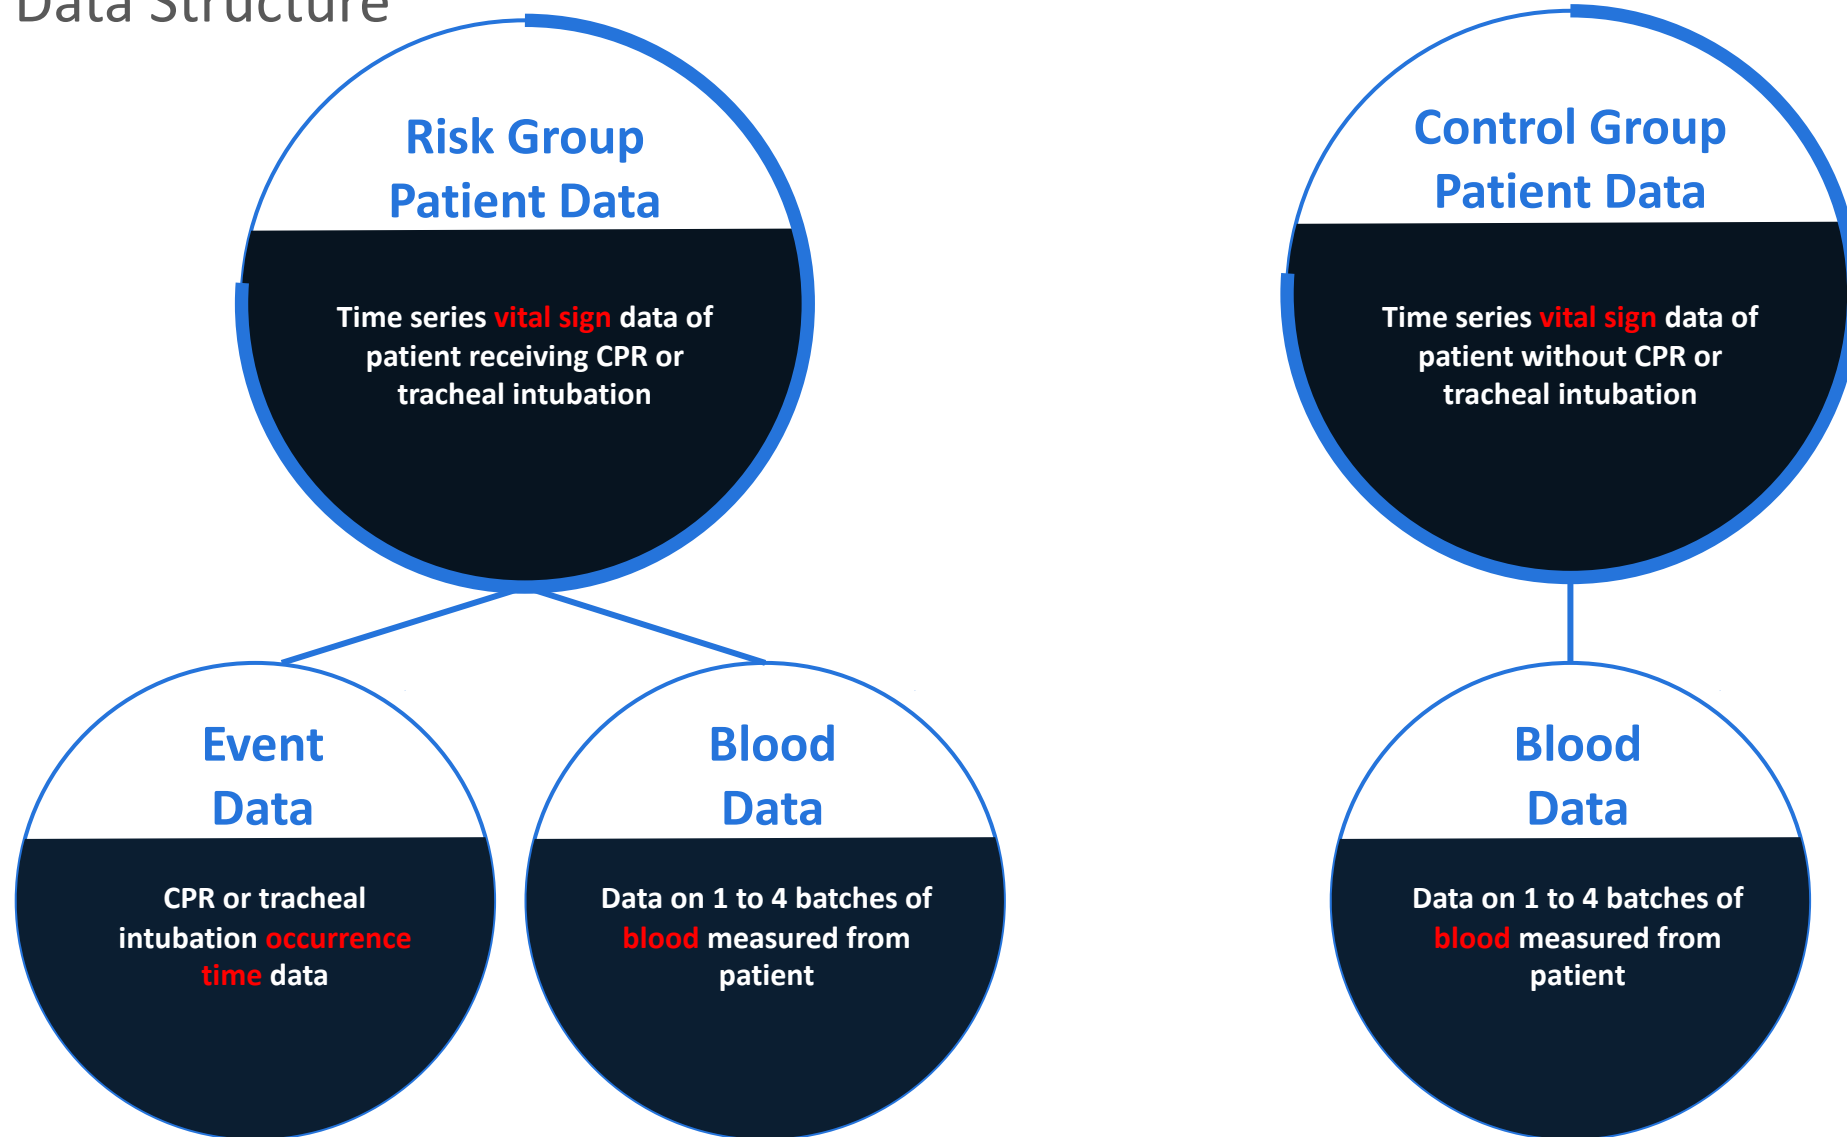 Data Structure
Risk Group
Patient Data
Time series vital sign data of
patient receiving CPR or
tracheal intubation
Control Group
Patient Data
Time series vital sign data of
patient without CPR or
tracheal intubation
Event
Data
CPR or tracheal
intubation occurrence
time data
Blood
Data
Data on 1 to 4 batches of
blood measured from
patient
Blood
Data
Data on 1 to 4 batches of
blood measured from
patient